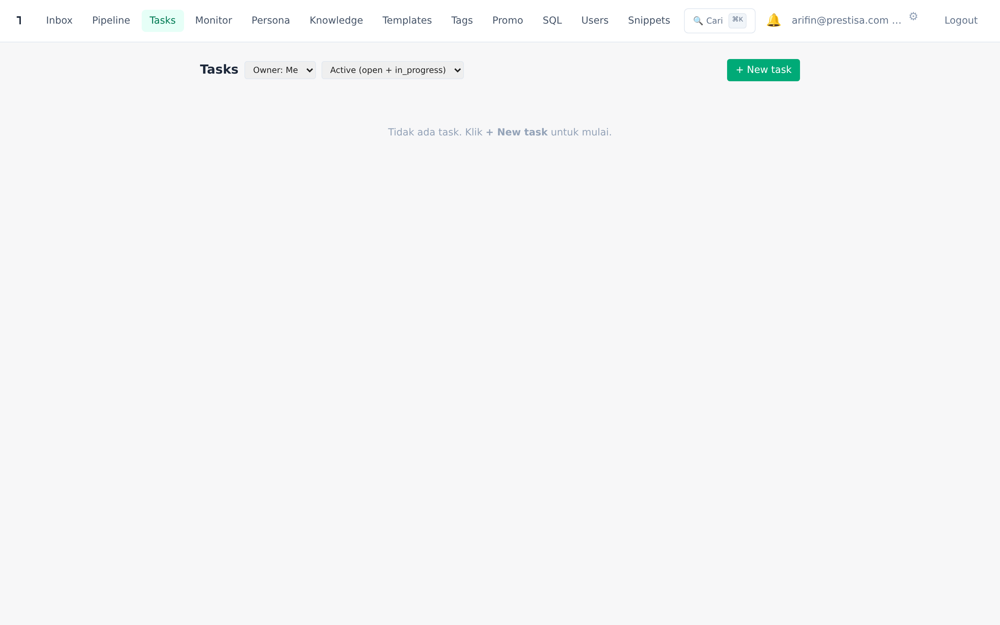 Inbox Pipeline Tasks Monitor Persona Knowledge Templates Tags Promo SQL Users Snippets 🔍 Cari ⌘K 🔔 arifin@prestisa.com ... ⚙ Logout
Tasks Owner: Me Active (open + in_progress) + New task
Tidak ada task. Klik + New task untuk mulai.